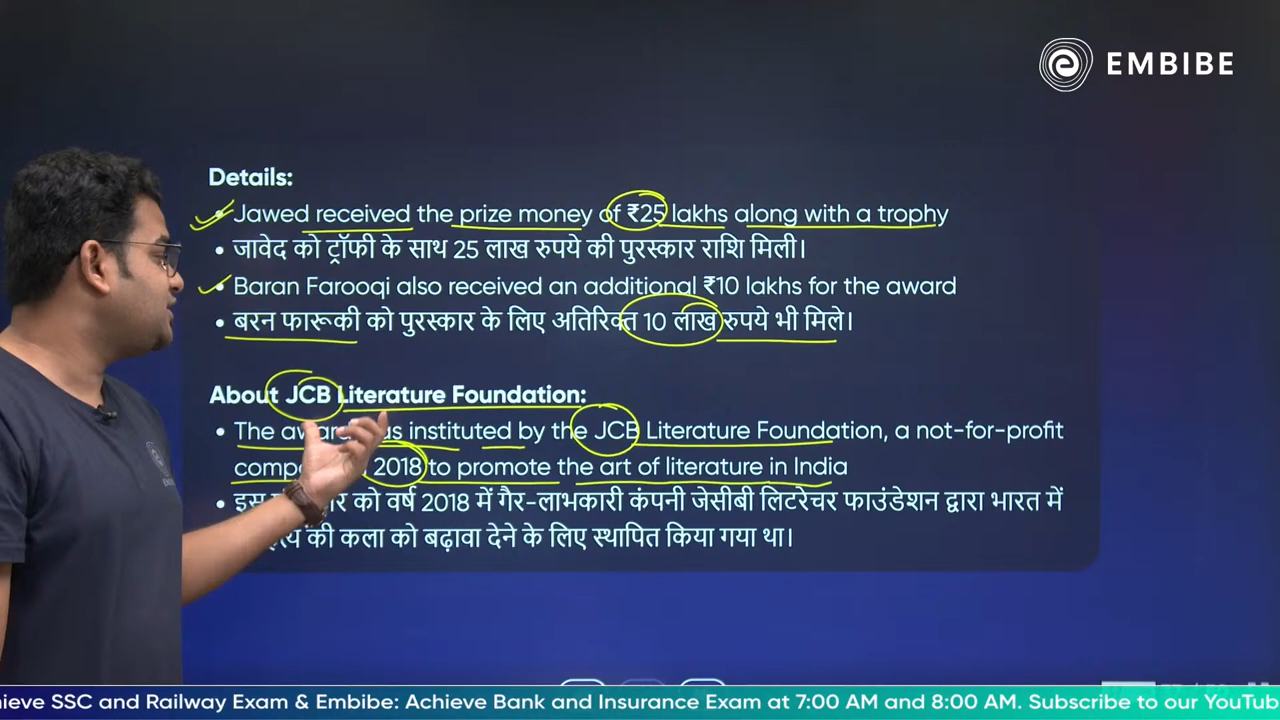 EMBIBE
Details:
• Jawed received the prize money of ₹25 lakhs along with a trophy
• जावेद को ट्रॉफी के साथ 25 लाख रुपये की पुरस्कार राशि मिली।
• Baran Farooqi also received an additional ₹10 lakhs for the award
• बरन फारूकी को पुरस्कार के लिए अतिरिक्त 10 लाख रुपये भी मिले।
About JCB Literature Foundation:
• The award was instituted by the JCB Literature Foundation, a not-for-profit
2018 to promote the art of literature in India
• इस को वर्ष 2018 में गैर-लाभकारी कंपनी जेसीबी लिटरेचर फाउंडेशन द्वारा भारत में
की कला को बढ़ावा देने के लिए स्थापित किया गया था।
ieve SSC and Railway Exam & Embibe: Achieve Bank and Insurance Exam at 7:00 AM and 8:00 AM. Subscribe to our YouTub